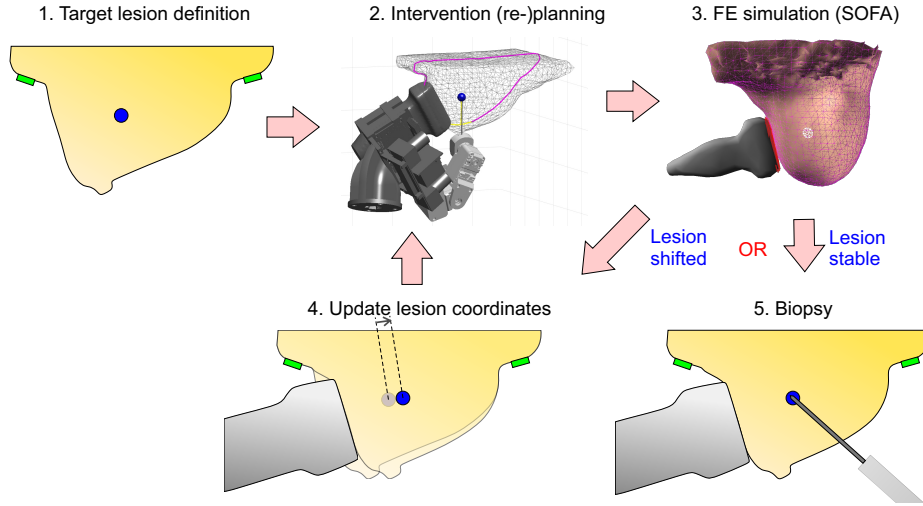 1. Target lesion definition
2. Intervention (re-)planning
3. FE simulation (SOFA)
Lesion
shifted
OR
Lesion
stable
4. Update lesion coordinates
5. Biopsy